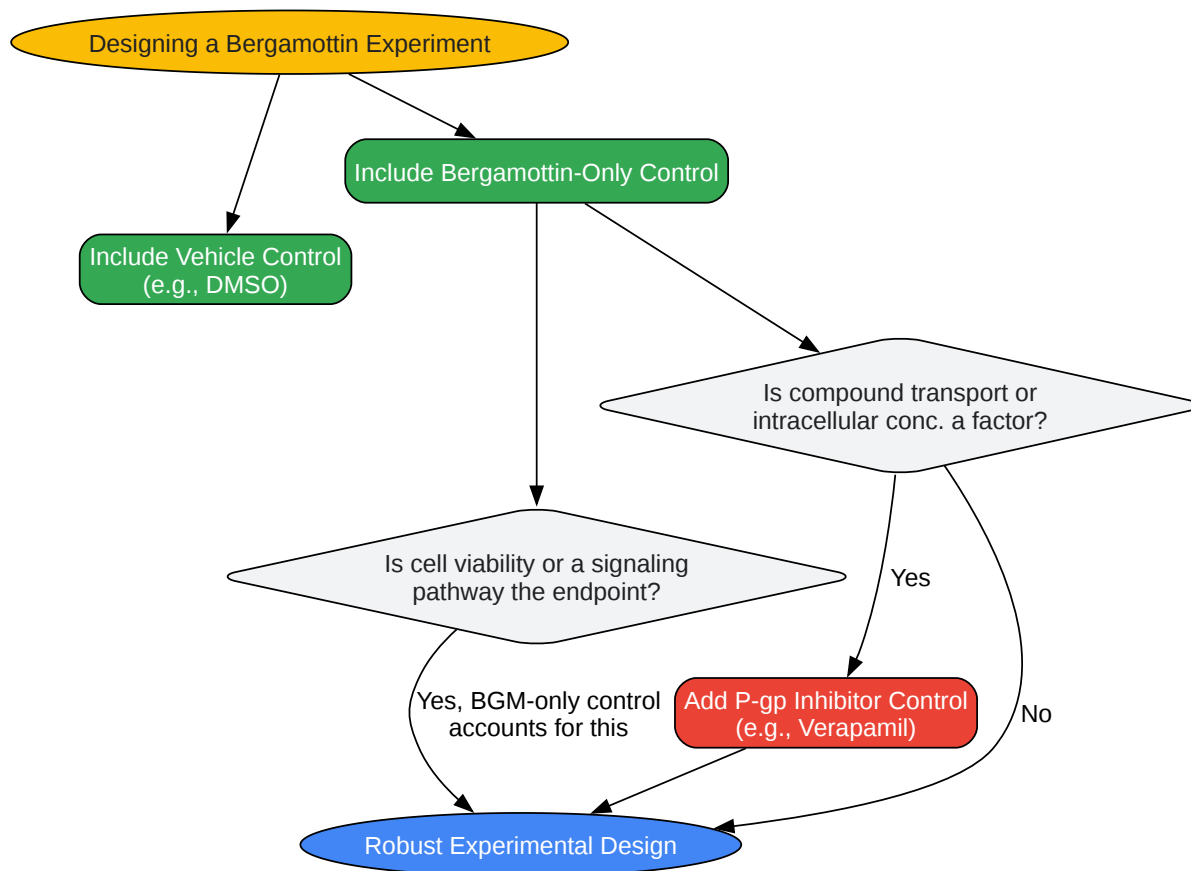 Designing a Bergamottin Experiment
Include Bergamottin-Only Control
Include Vehicle Control
(e.g., DMSO)
Is compound transport or
intracellular conc. a factor?
Is cell viability or a signaling
pathway the endpoint?
Yes
Yes, BGM-only control
accounts for this
Add P-gp Inhibitor Control
(e.g., Verapamil)
No
Robust Experimental Design